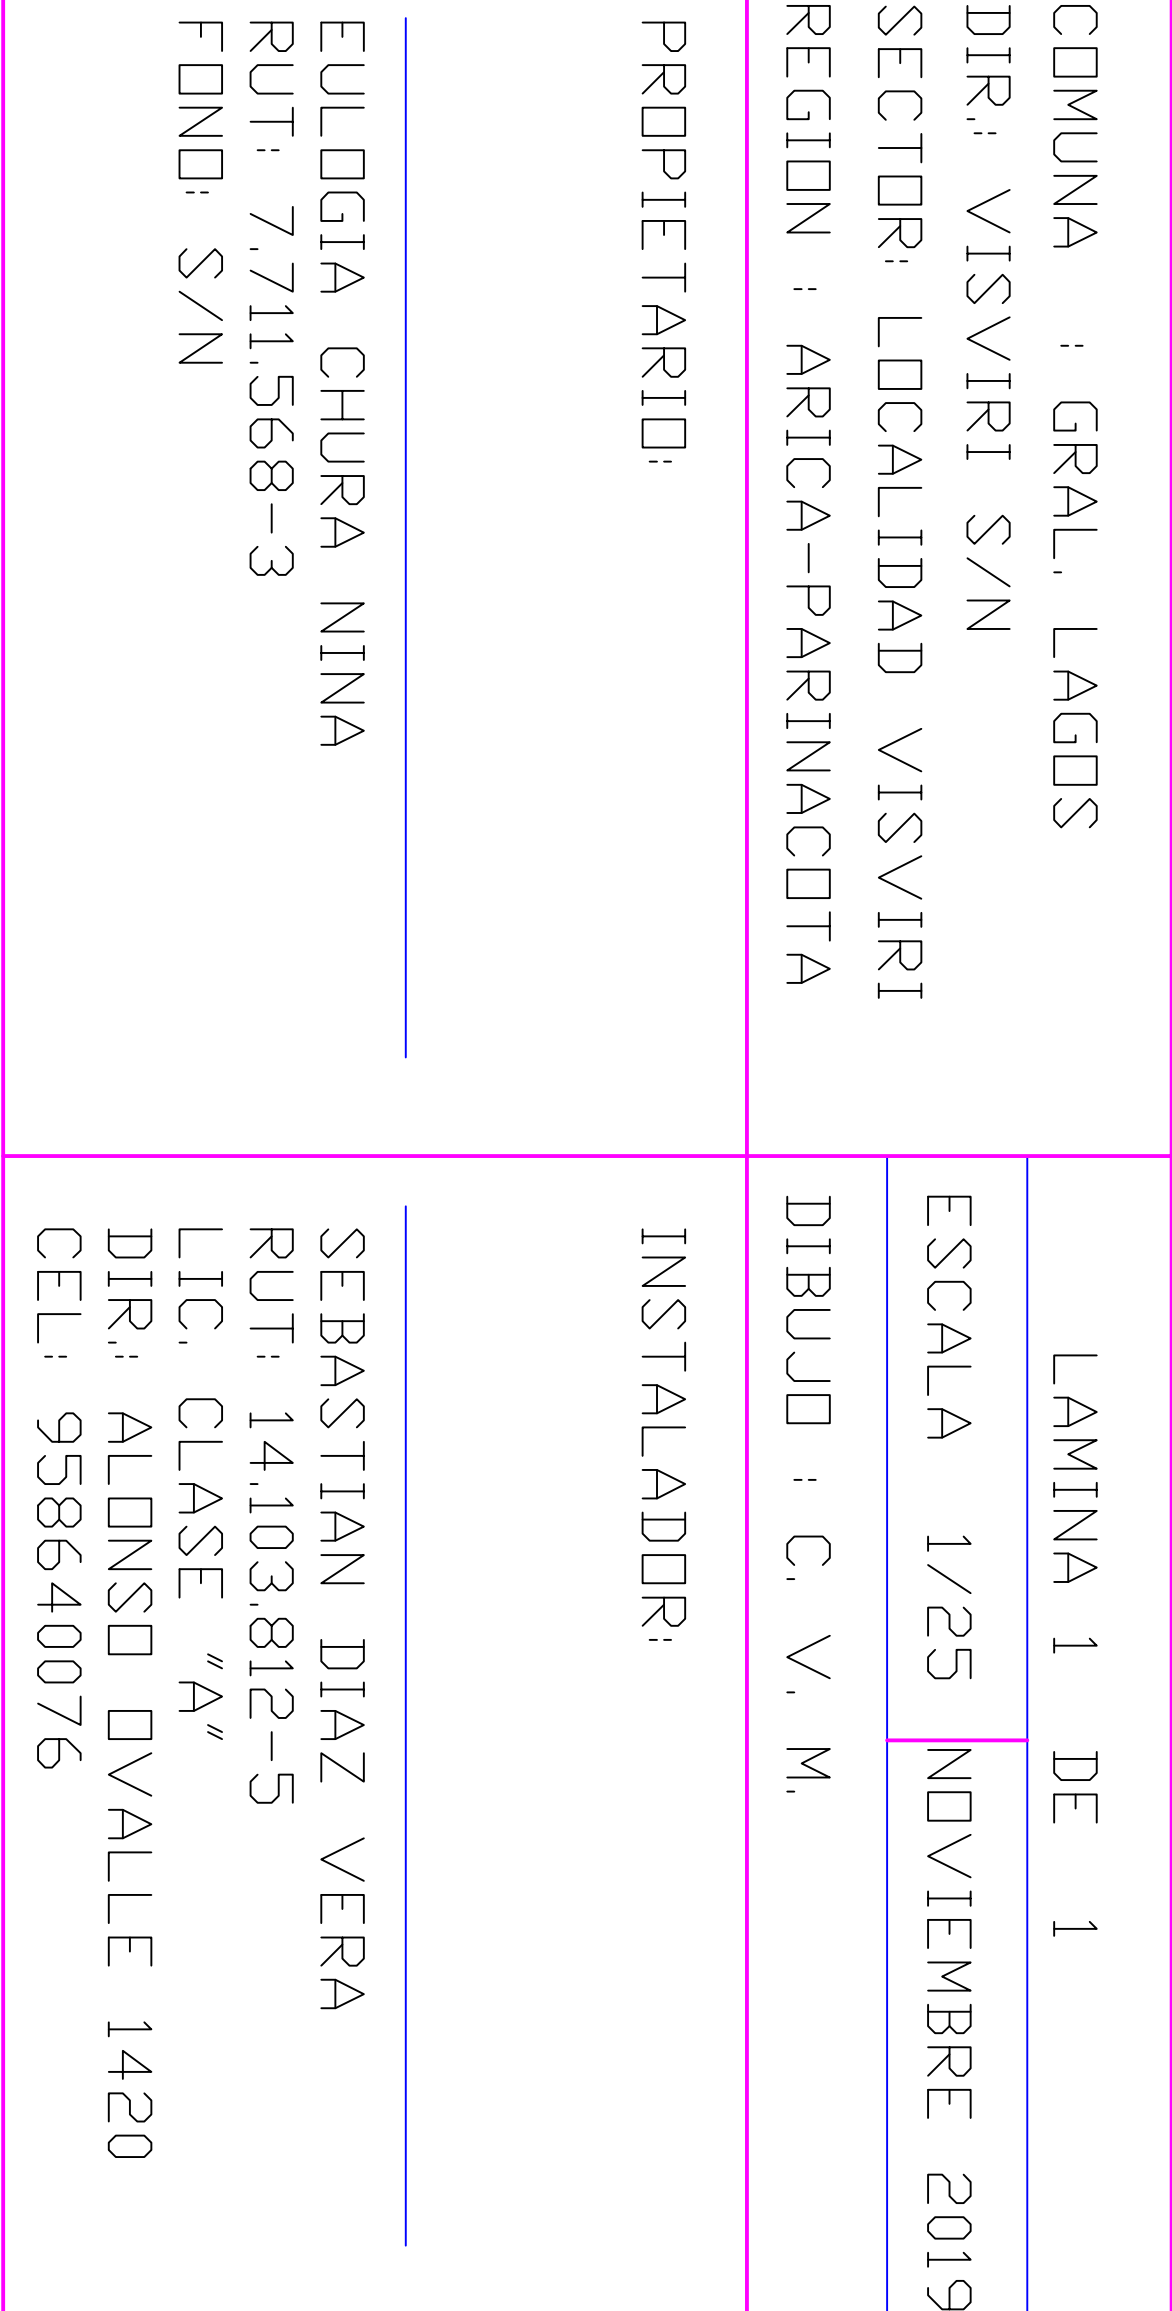 COMUNA : GRAL. LAGOS
DIR.: VISVIRI S/N
SECTOR: LOCALIDAD VISVIRI
REGION : ARICA-PARINACOTA
LAMINA 1 DE 1
ESCALA 1/25
NOVIEMBRE 2019
DIBUJO : C. V. M.
PROPIETARIO:
EULOGIA CHURA NINA
RUT: 7.711.568-3
FONO: S/N
INSTALADOR:
SEBASTIAN DIAZ VERA
RUT: 14.103.812-5
LIC. CLASE "A"
DIR.: ALONSO OVALLE 1420
CEL.: 958640076